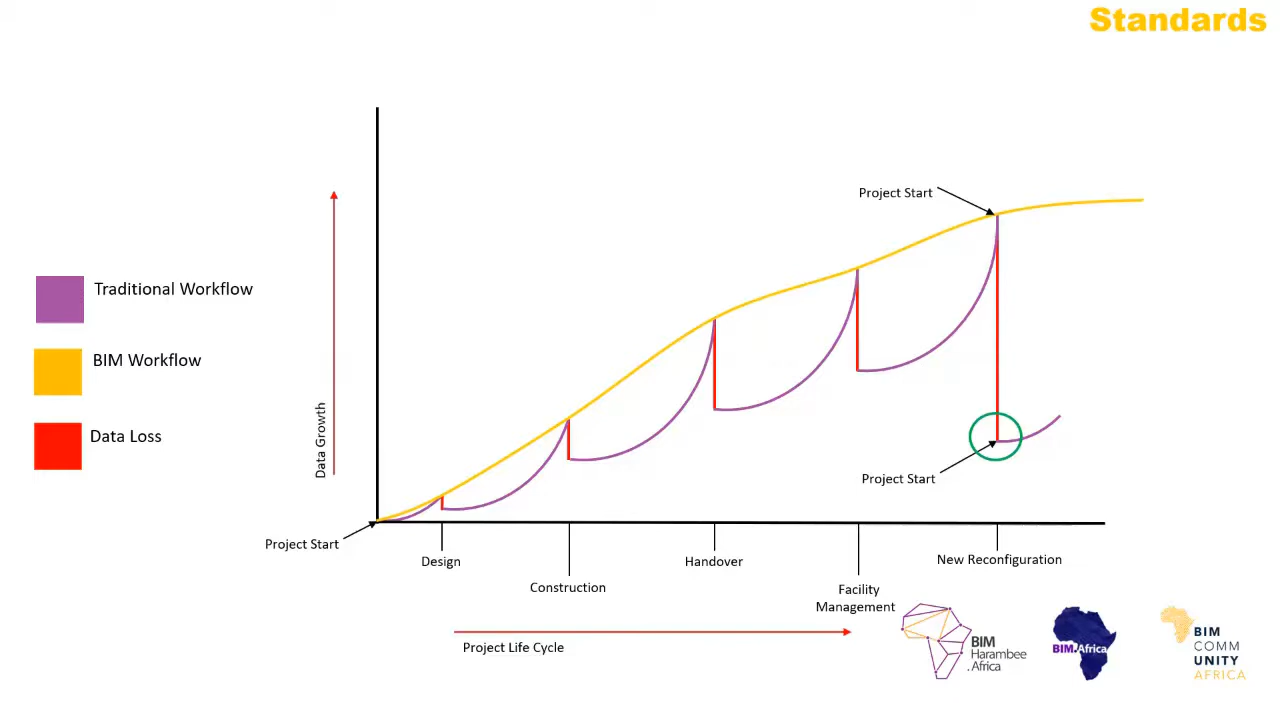 Standards
Project Start
Traditional Workflow
BIM Workflow
Data Loss
Data Growth
Project Start
Project Start
Design
Construction
Handover
Facility
Management
New Reconfiguration
Project Life Cycle
BIM
Harambee
.Africa
BIM.Africa
BIM
COMM
UNITY
AFRICA